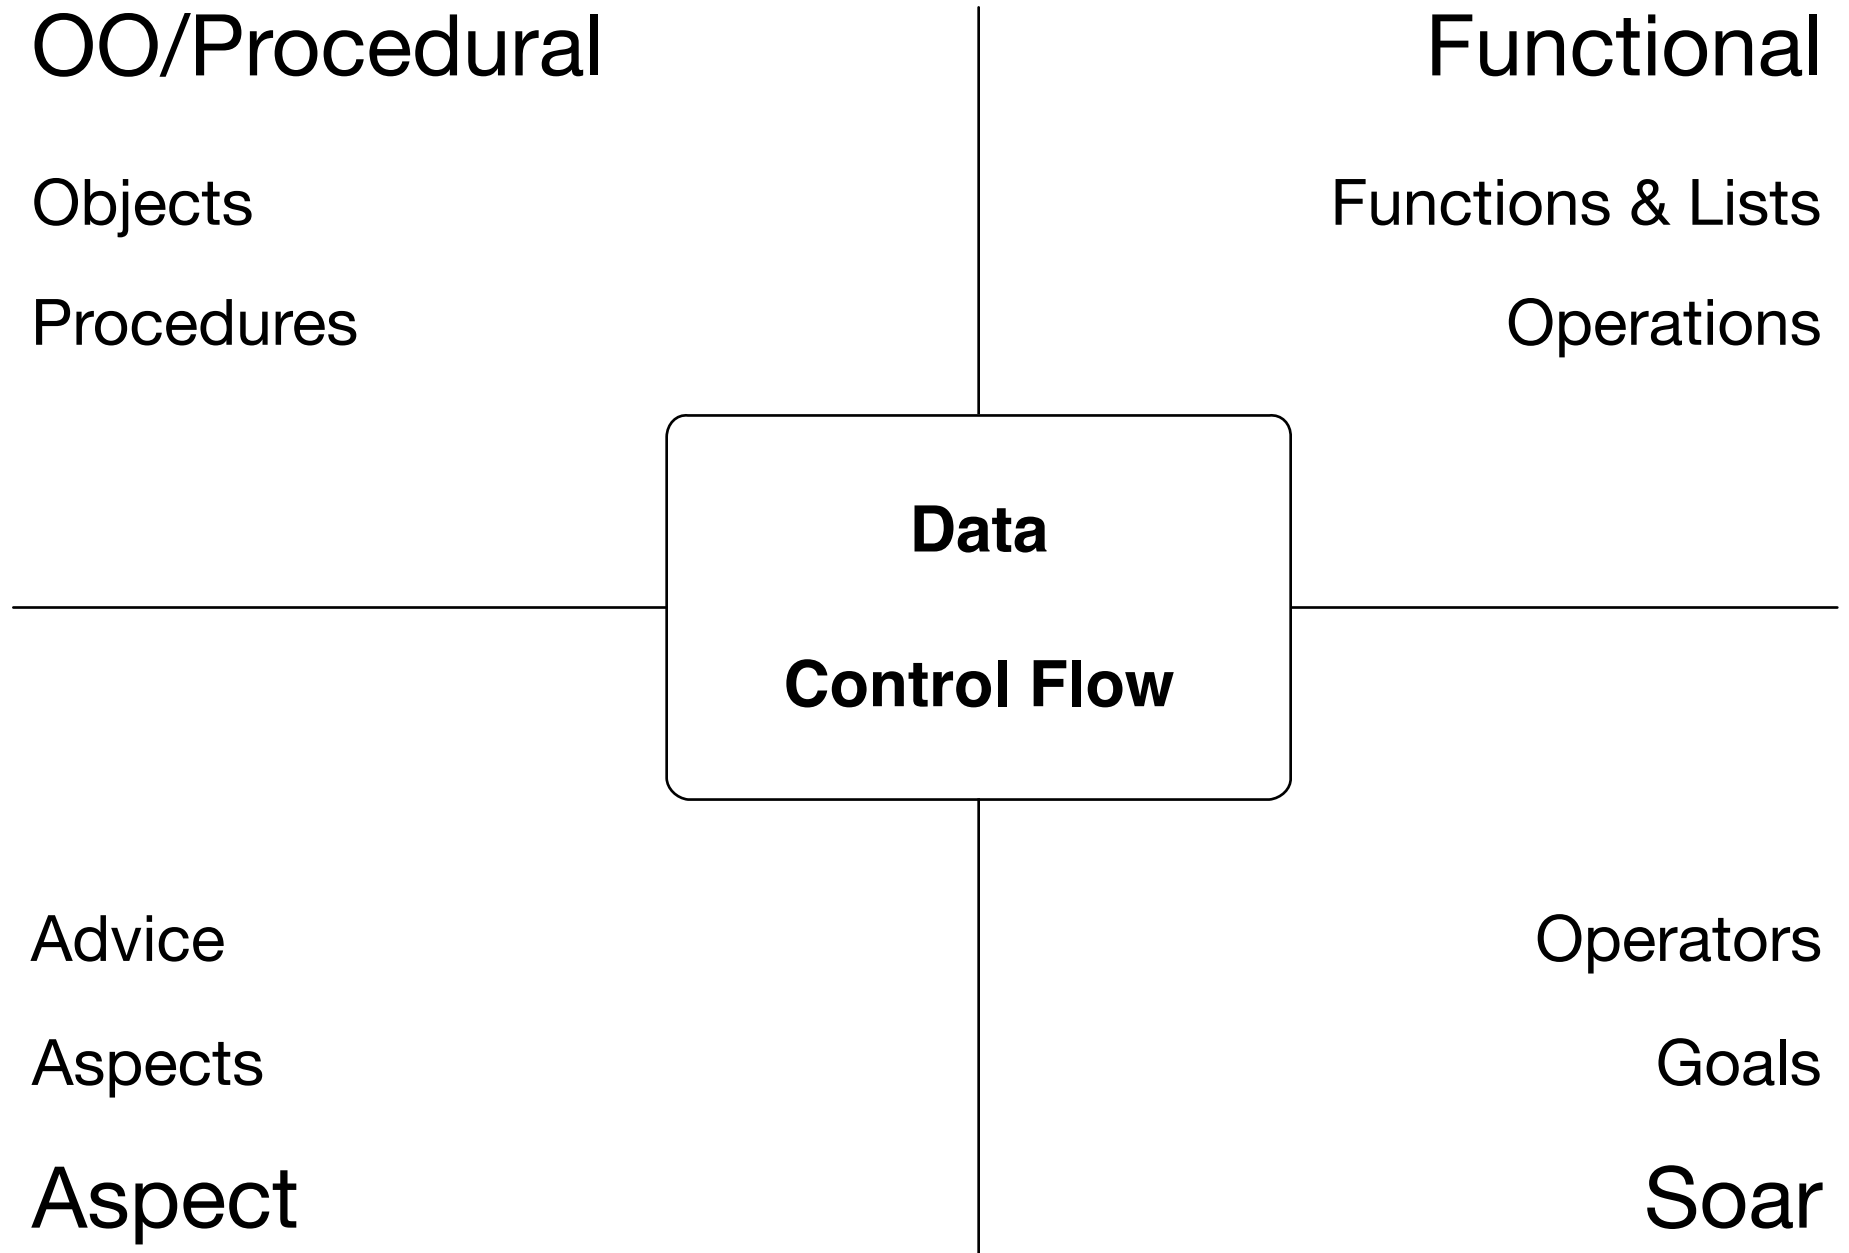 OO/Procedural
Functional
Objects
Functions & Lists
Procedures
Operations
Data
Control Flow
Advice
Operators
Aspects
Goals
Aspect
Soar